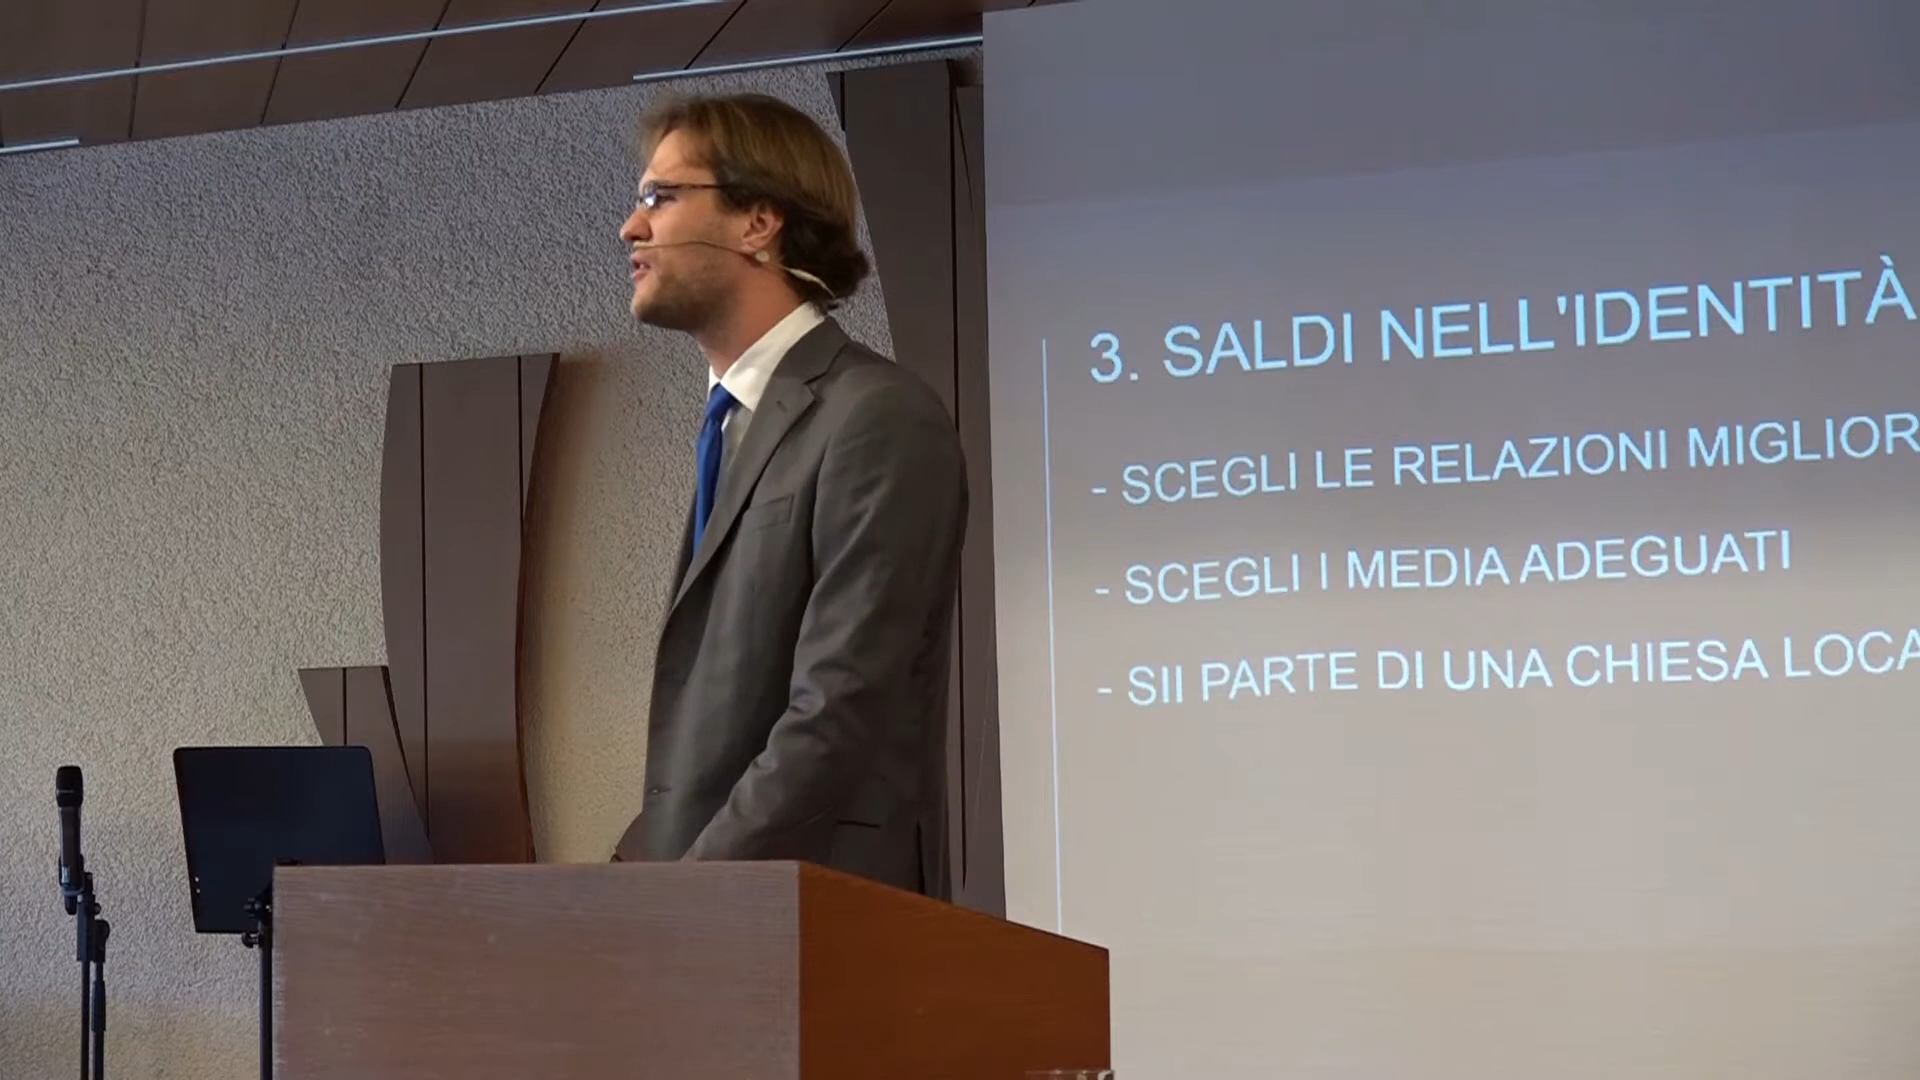 3. SALDI NELL'IDENTITÀ
- SCEGLI LE RELAZIONI MIGLIOR
- SCEGLI I MEDIA ADEGUATI
- SII PARTE DI UNA CHIESA LOCA